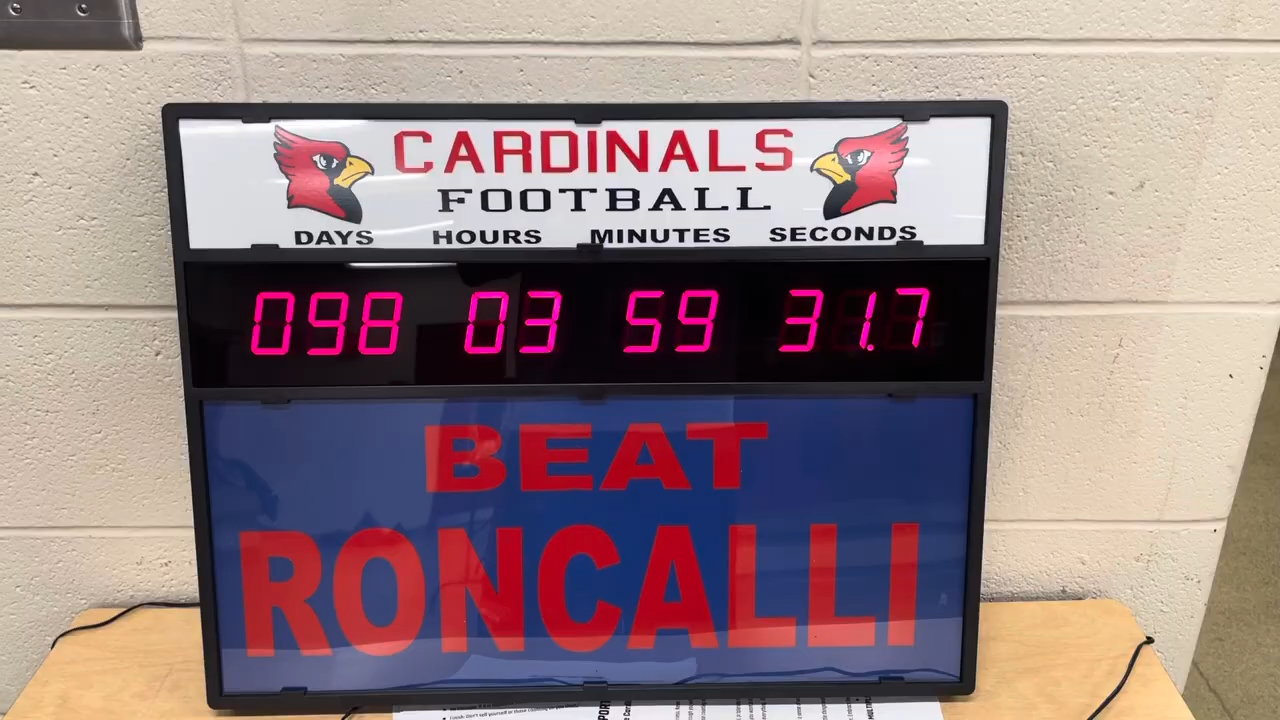 CARDINALS
FOOTBALL
DAYS HOURS MINUTES SECONDS
098 03 59 31.7
BEAT
RONCALLI